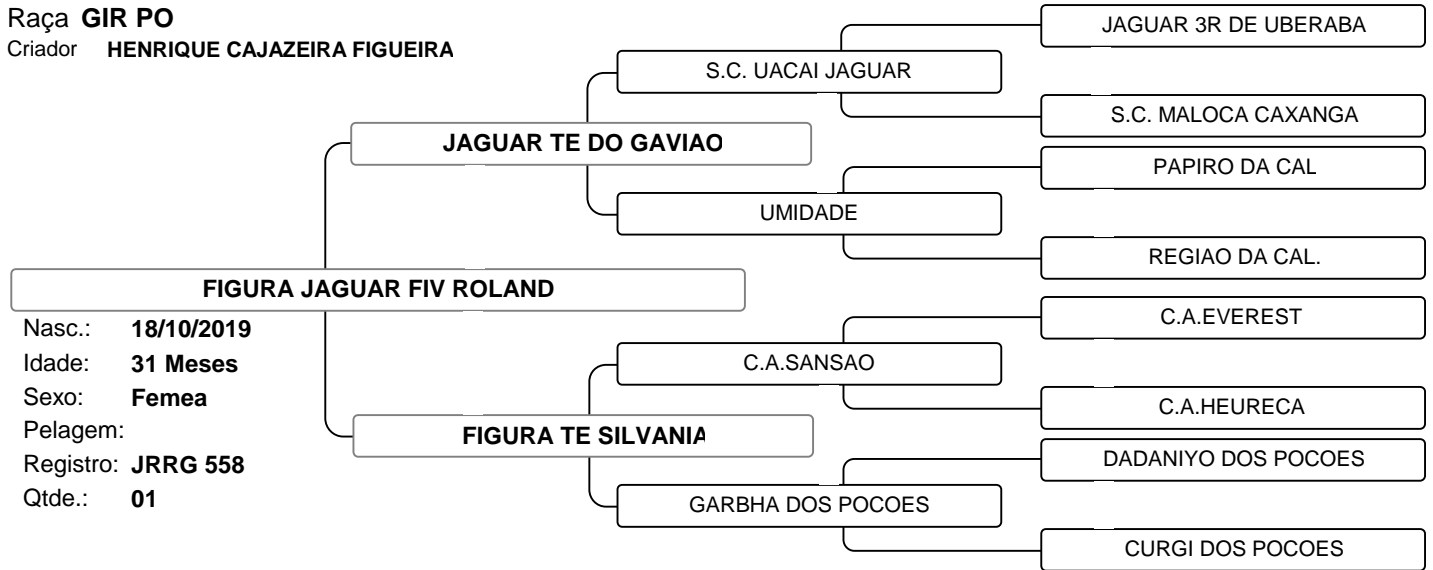 Raça GIR PO
Criador HENRIQUE CAJAZEIRA FIGUEIRA
JAGUAR 3R DE UBERABA
S.C. UACAI JAGUAR
S.C. MALOCA CAXANGA
JAGUAR TE DO GAVIAO
PAPIRO DA CAL
UMIDADE
REGIAO DA CAL.
FIGURA JAGUAR FIV ROLAND
Nasc.: 18/10/2019
Idade: 31 Meses
Sexo: Femea
Pelagem:
Registro: JRRG 558
Qtde.: 01
C.A.EVEREST
C.A.SANSAO
C.A.HEURECA
FIGURA TE SILVANIA
DADANIYO DOS POCOES
GARBHA DOS POCOES
CURGI DOS POCOES